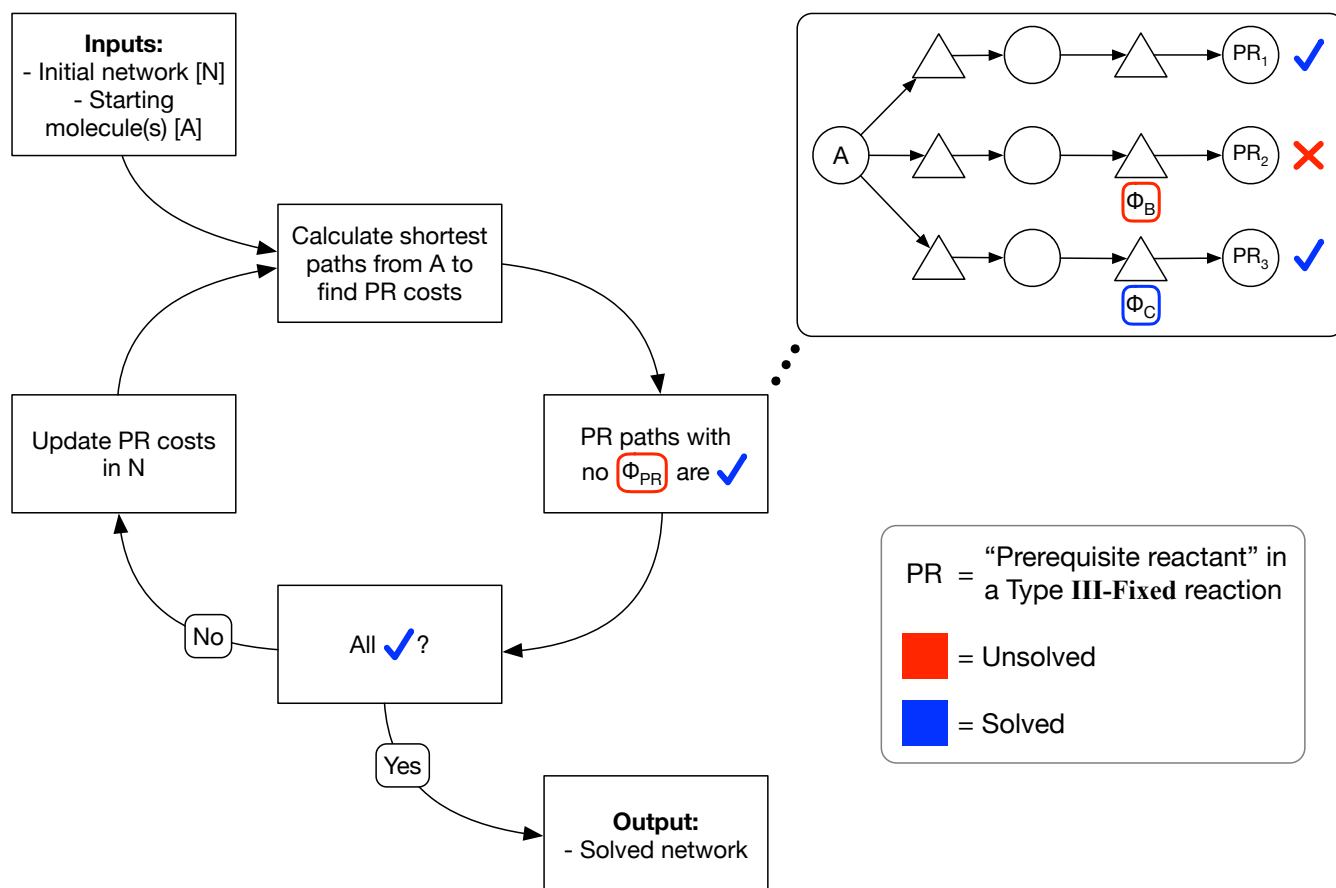 Inputs:
- Initial network [N]
- Starting
molecule(s) [A]
Calculate shortest
paths from A to
find PR costs
Update PR costs
in N
PR paths with
no ΦPR are
All ?
No
Yes
Output:
- Solved network
A
PR1
PR2
ΦB
PR3
ΦC
PR = “Prerequisite reactant” in
a Type III-Fixed reaction
= Unsolved
= Solved